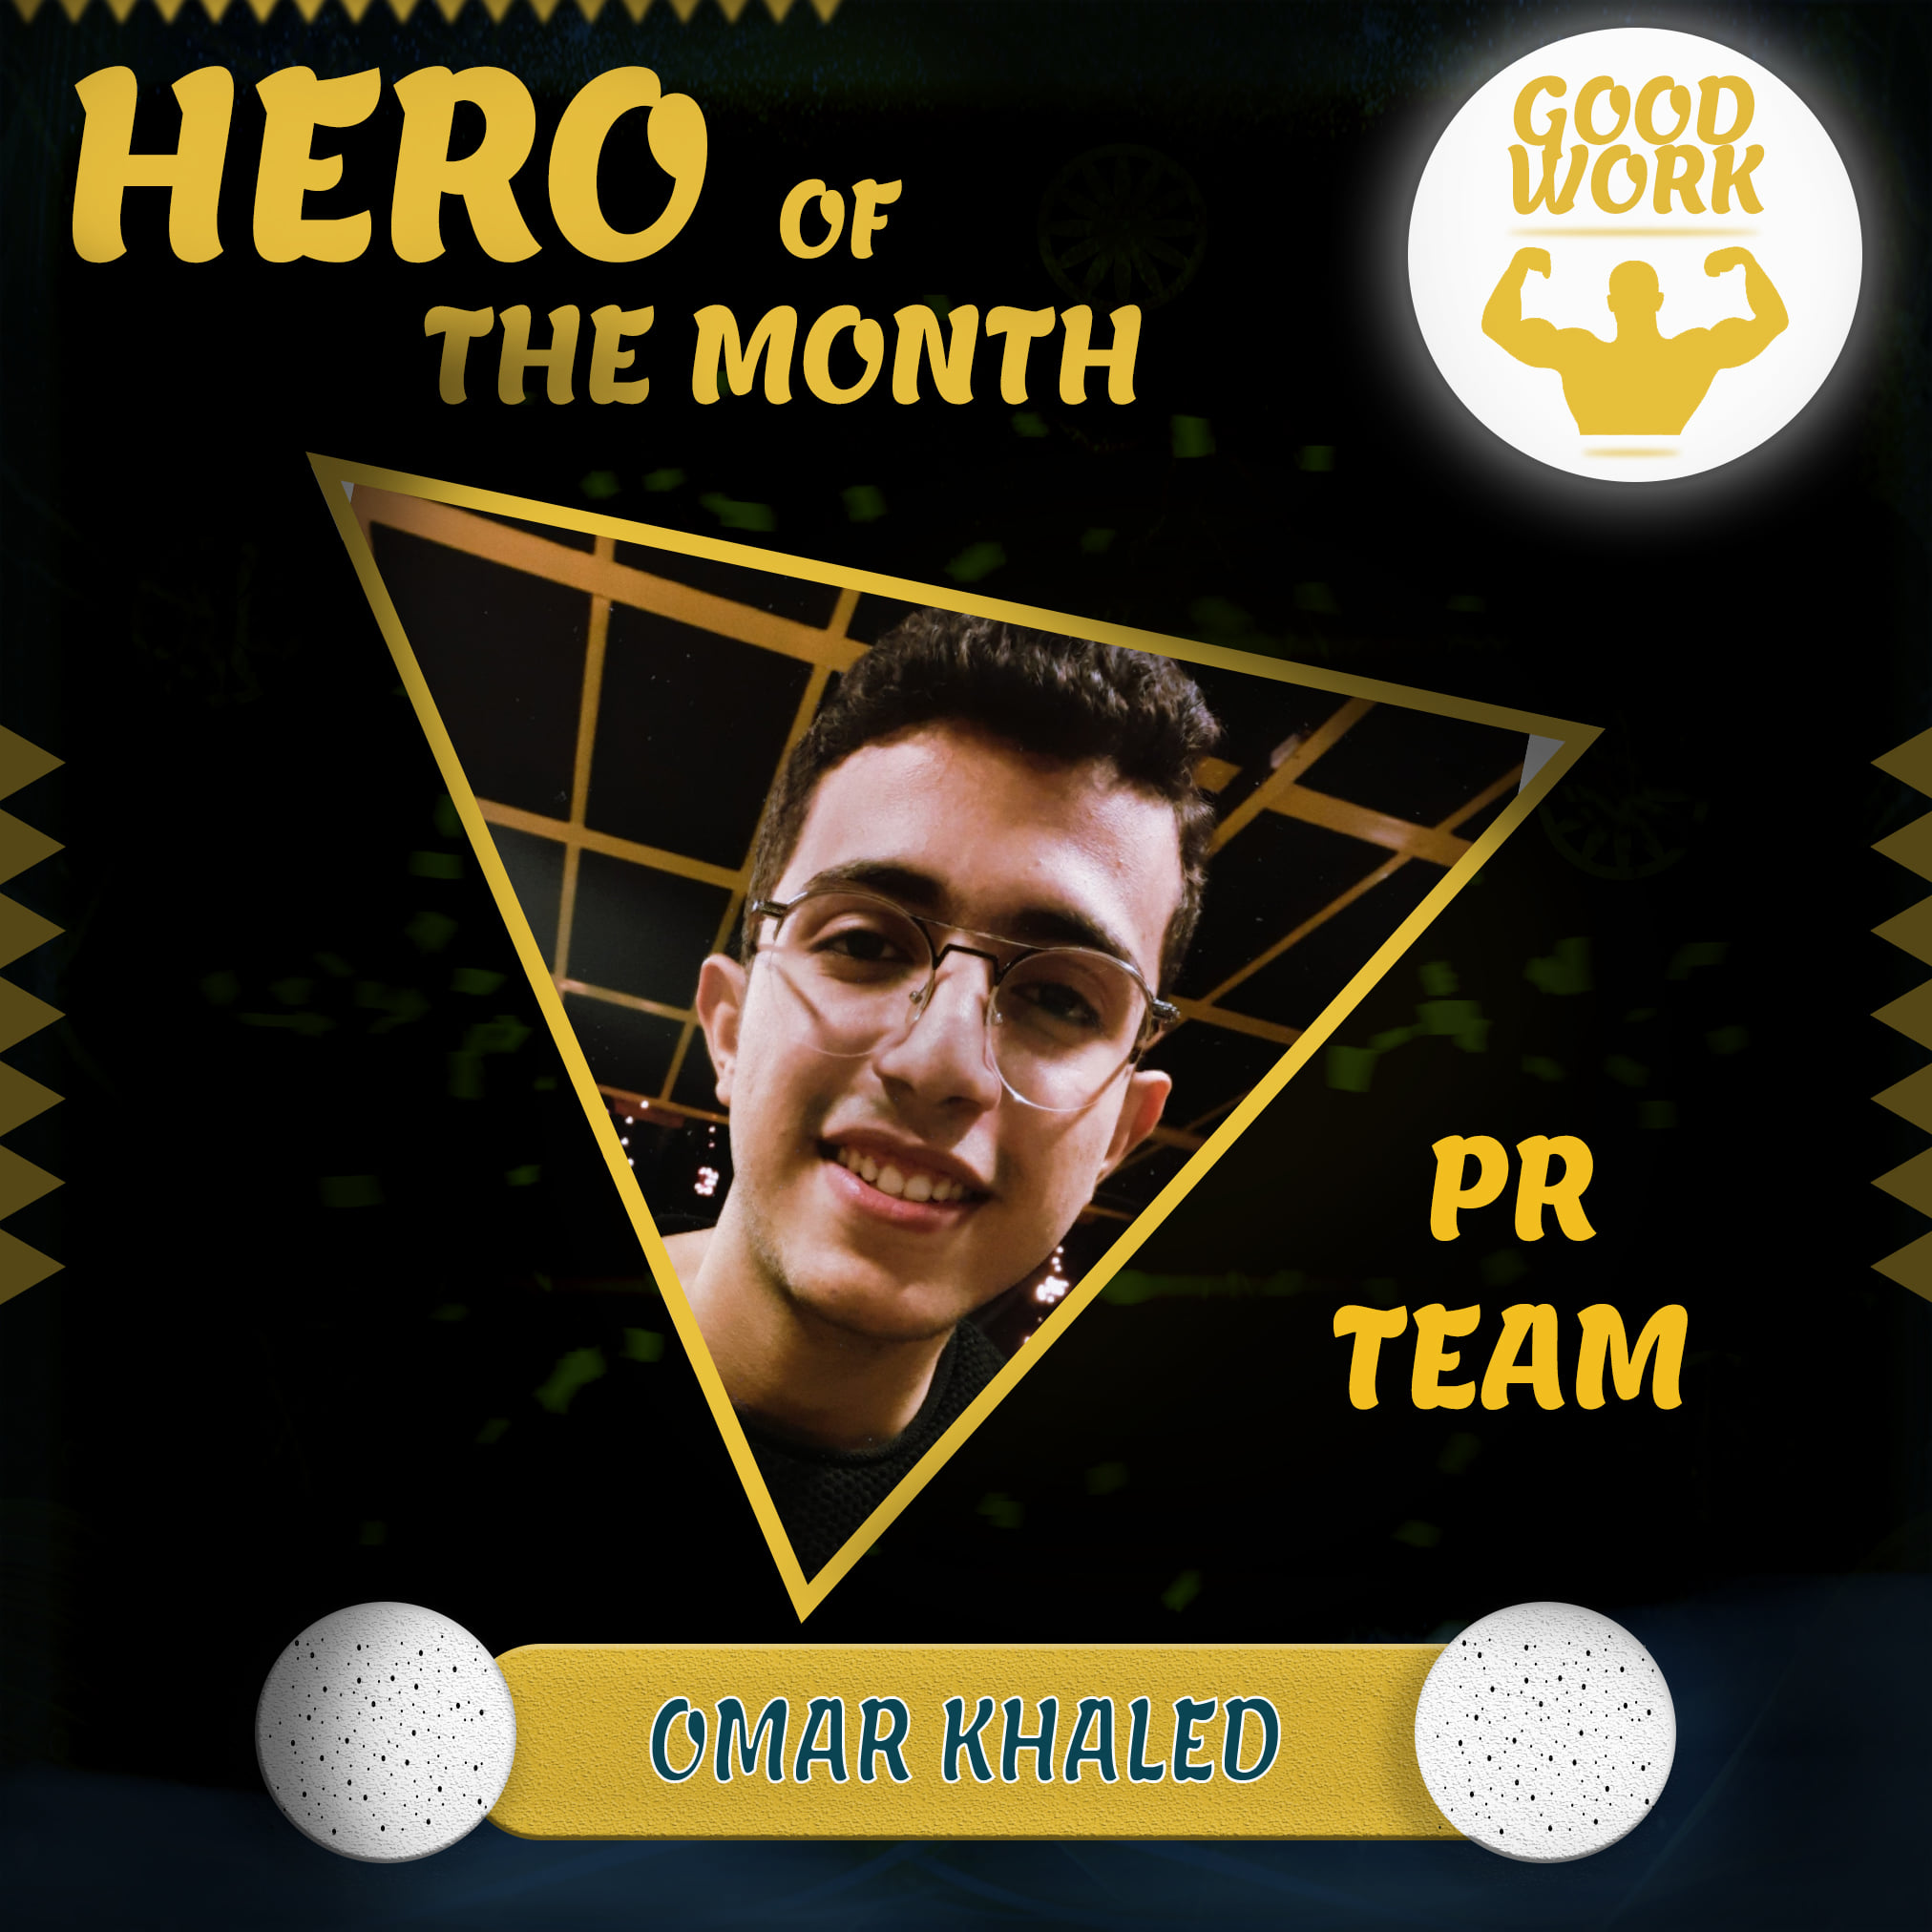 HERO OF
THE MONTH
GOOD
WORK
PR
TEAM
OMAR KHALED